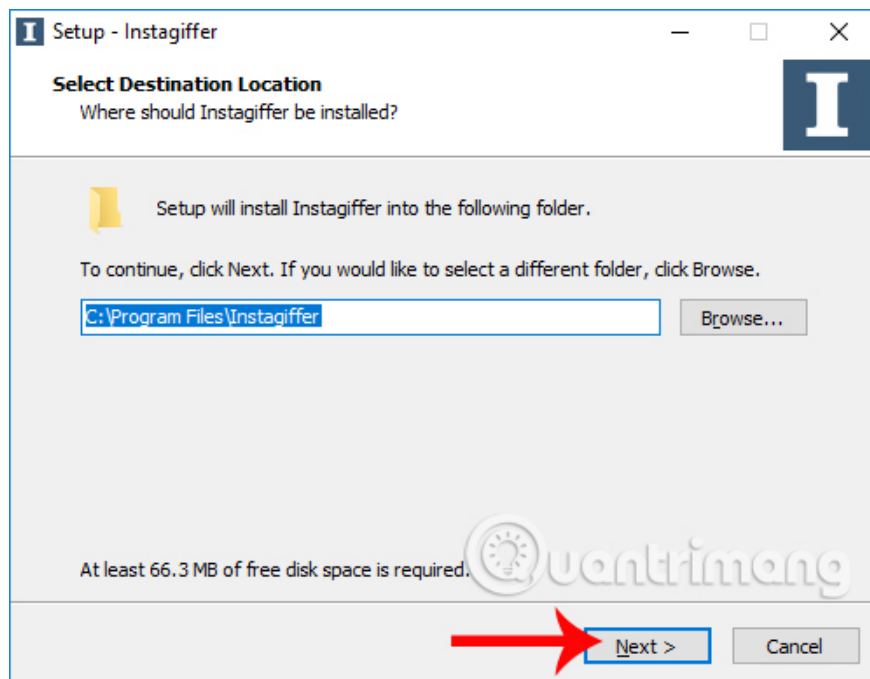 I Setup - Instagiffer
Select Destination Location
Where should Instagiffer be installed?
I
Setup will install Instagiffer into the following folder.
To continue, click Next. If you would like to select a different folder, click Browse.
C:\Program Files\Instagiffer
Browse...
At least 66.3 MB of free disk space is required.
Quantrimang
Next >
Cancel